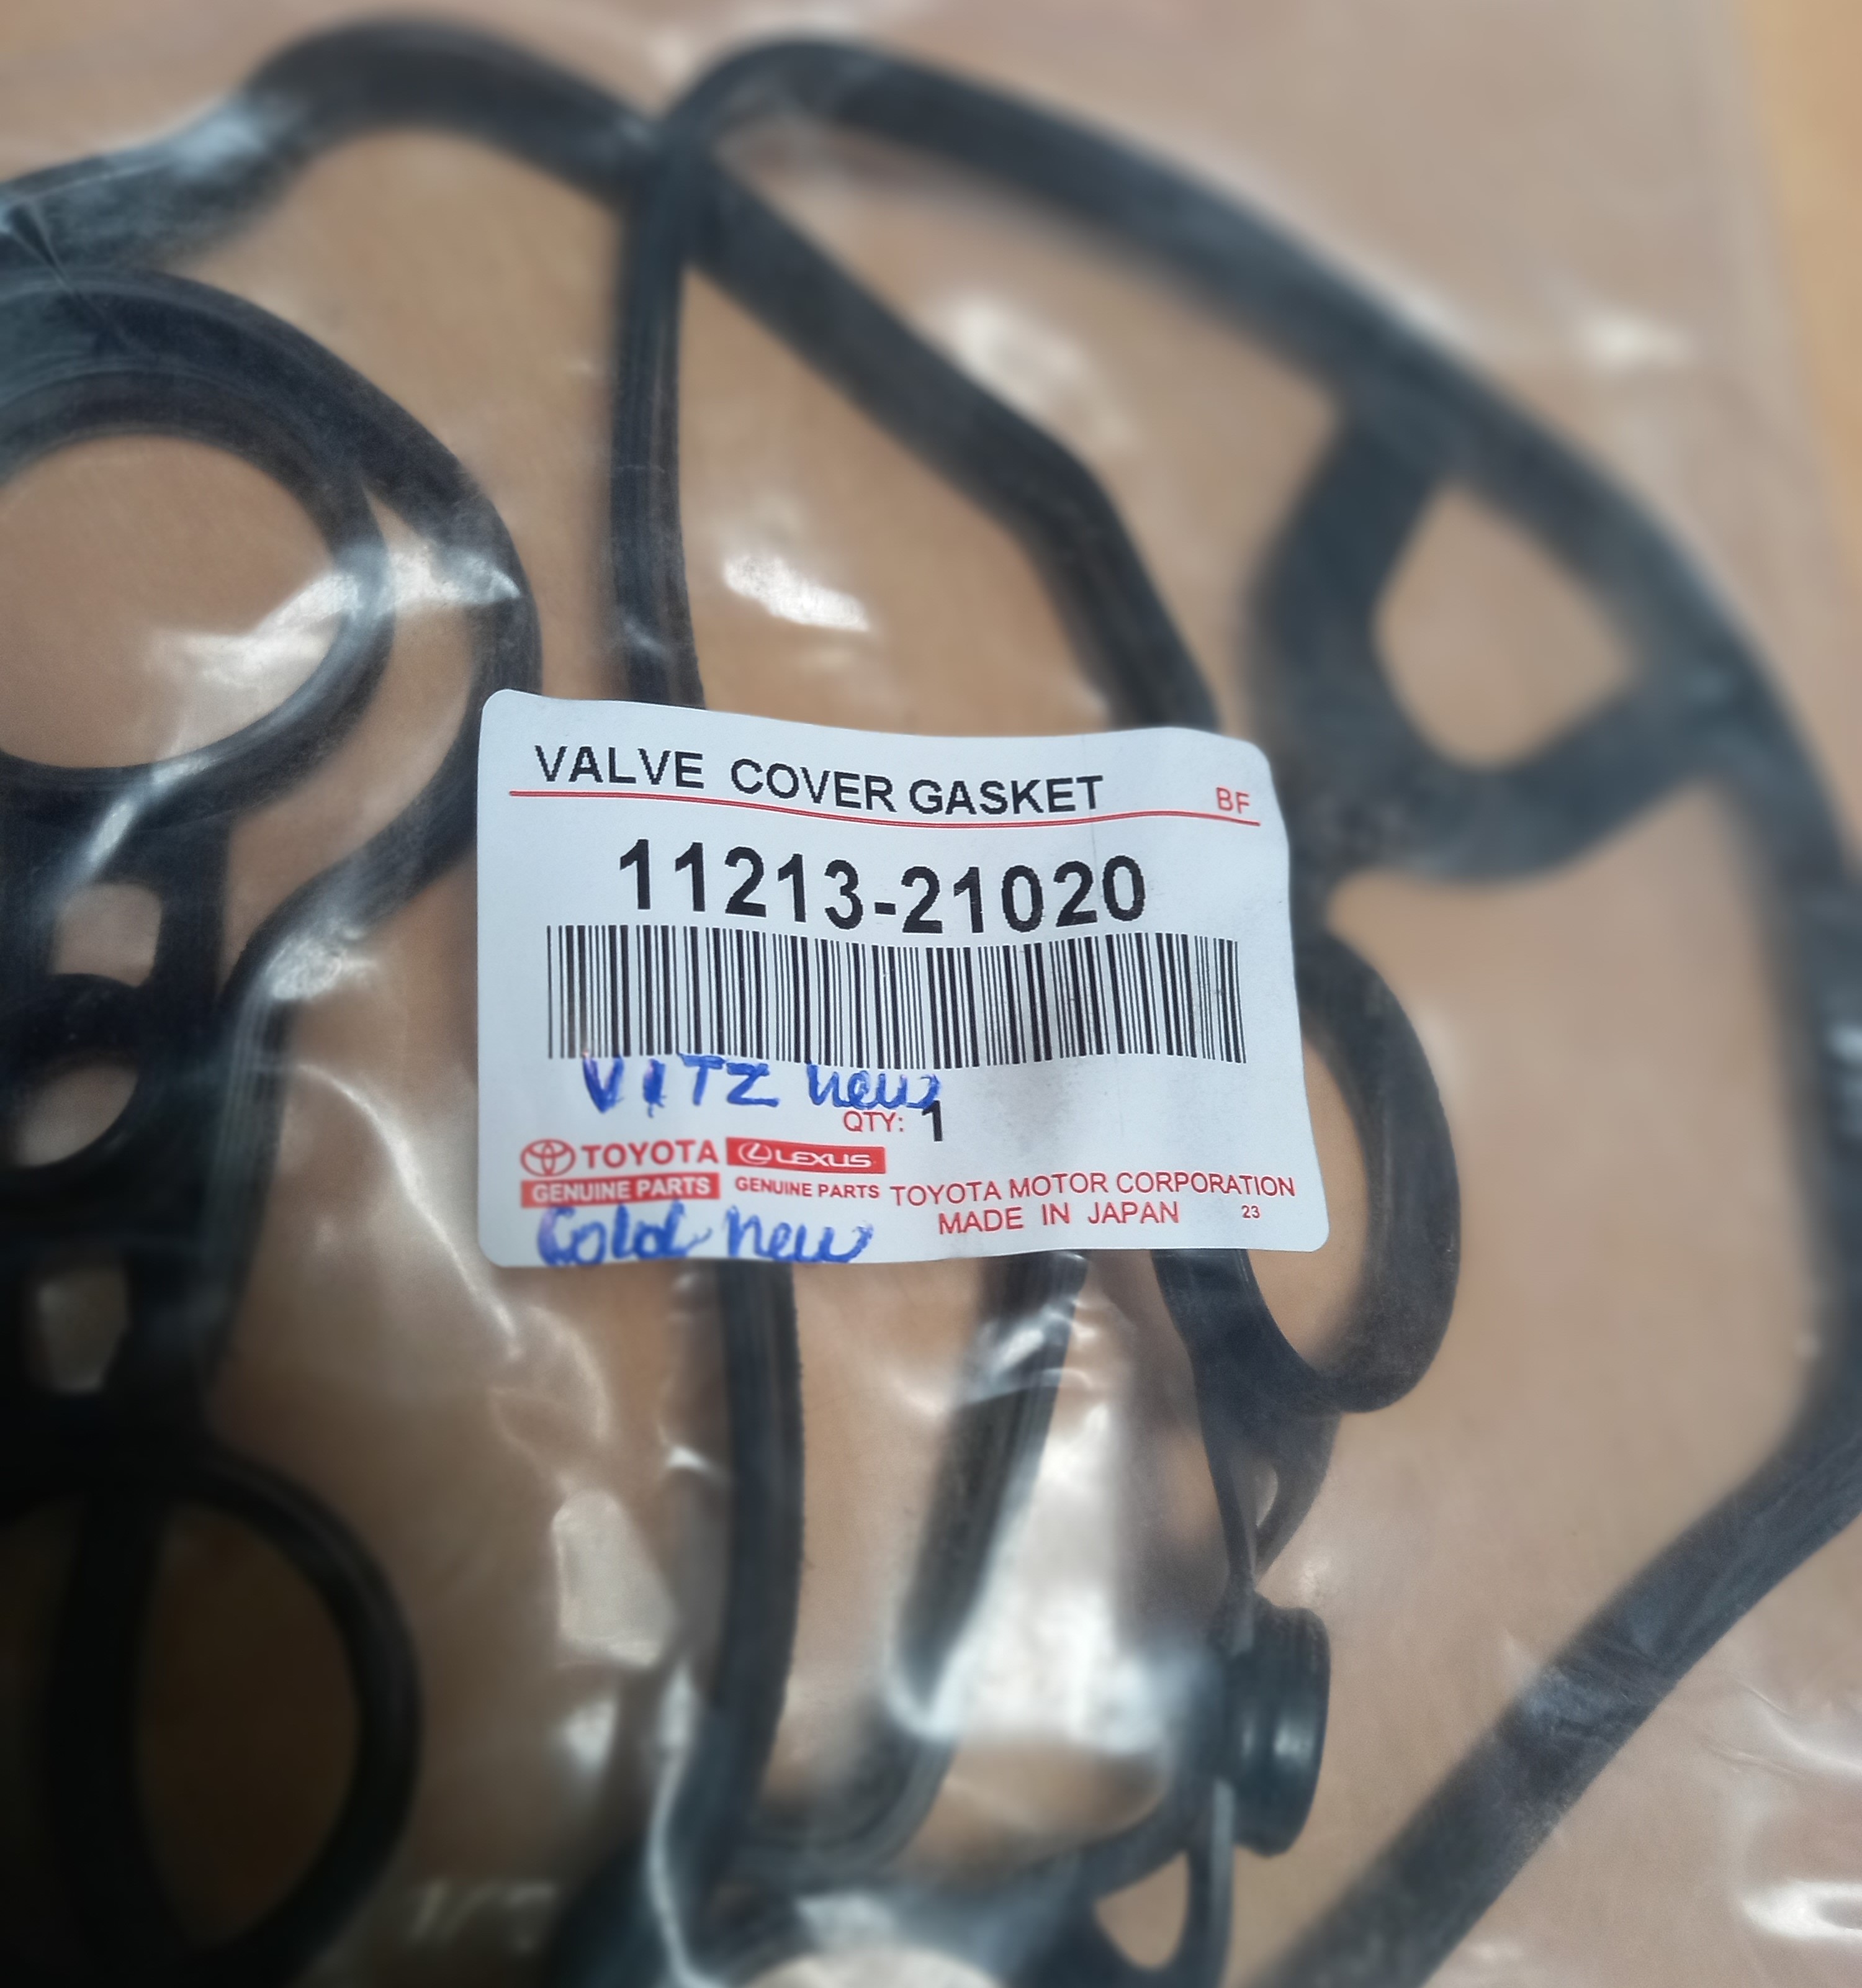 VALVE COVER GASKET BF
11213-21020
VITZ new
QTY: 1
TOYOTA LEXUS
GENUINE PARTS GENUINE PARTS TOYOTA MOTOR CORPORATION
MADE IN JAPAN 23
Gold new